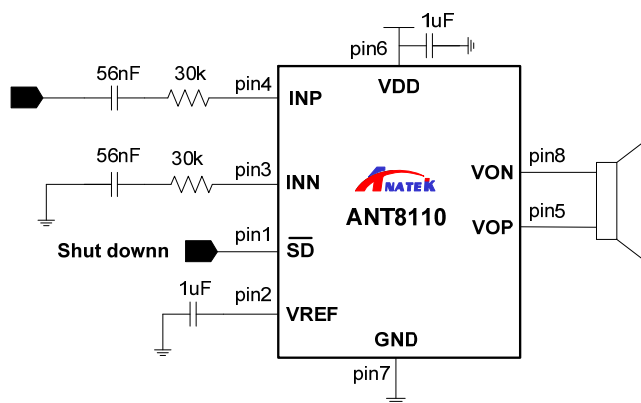 1uF
pin6
56nF 30k pin4 INP VDD
56nF 30k pin3 INN
ANATEK
VON pin8
ANT8110
VOP pin5
Shut downn pin1 SD
1uF pin2 VREF
GND
pin7